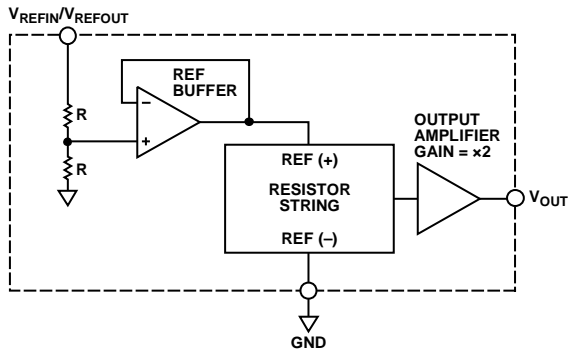 VREFIN/VREFOUT
REF
BUFFER
R
R
–
+
OUTPUT
AMPLIFIER
GAIN = ×2
REF (+)
RESISTOR
STRING
REF (–)
VOUT
GND